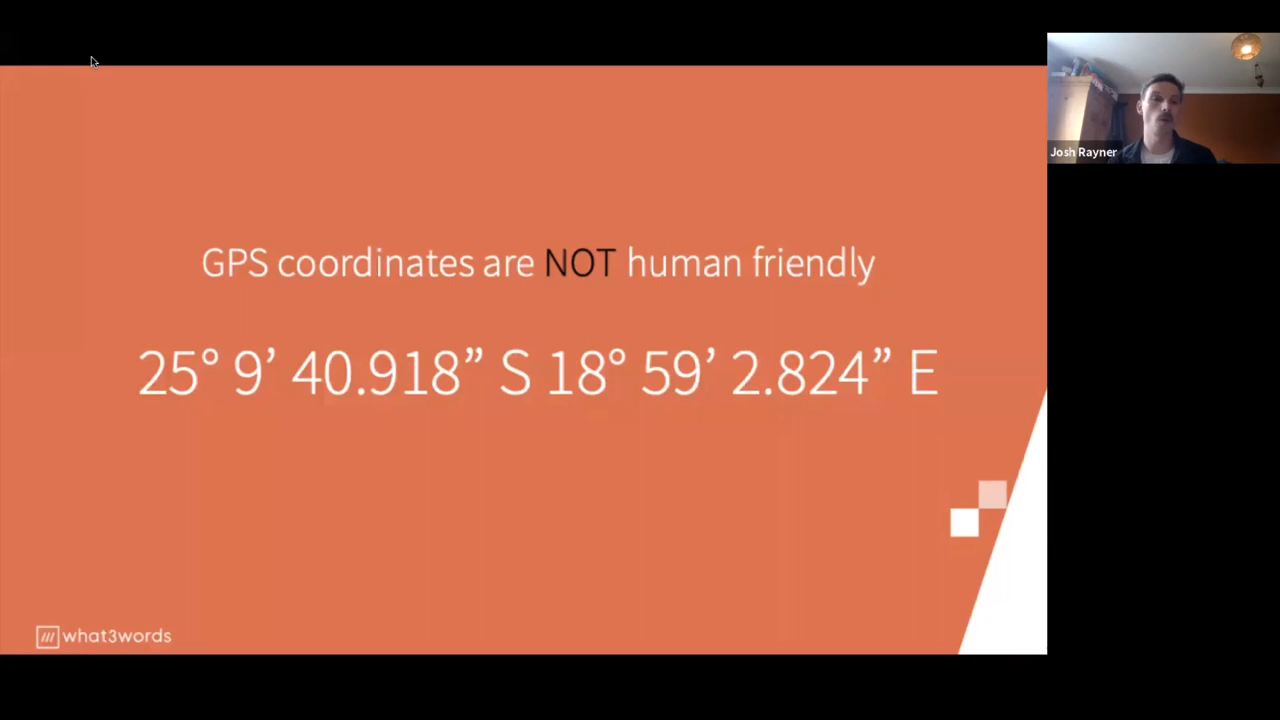 GPS coordinates are NOT human friendly
25° 9’ 40.918” S 18° 59’ 2.824” E
what3words
Josh Rayner